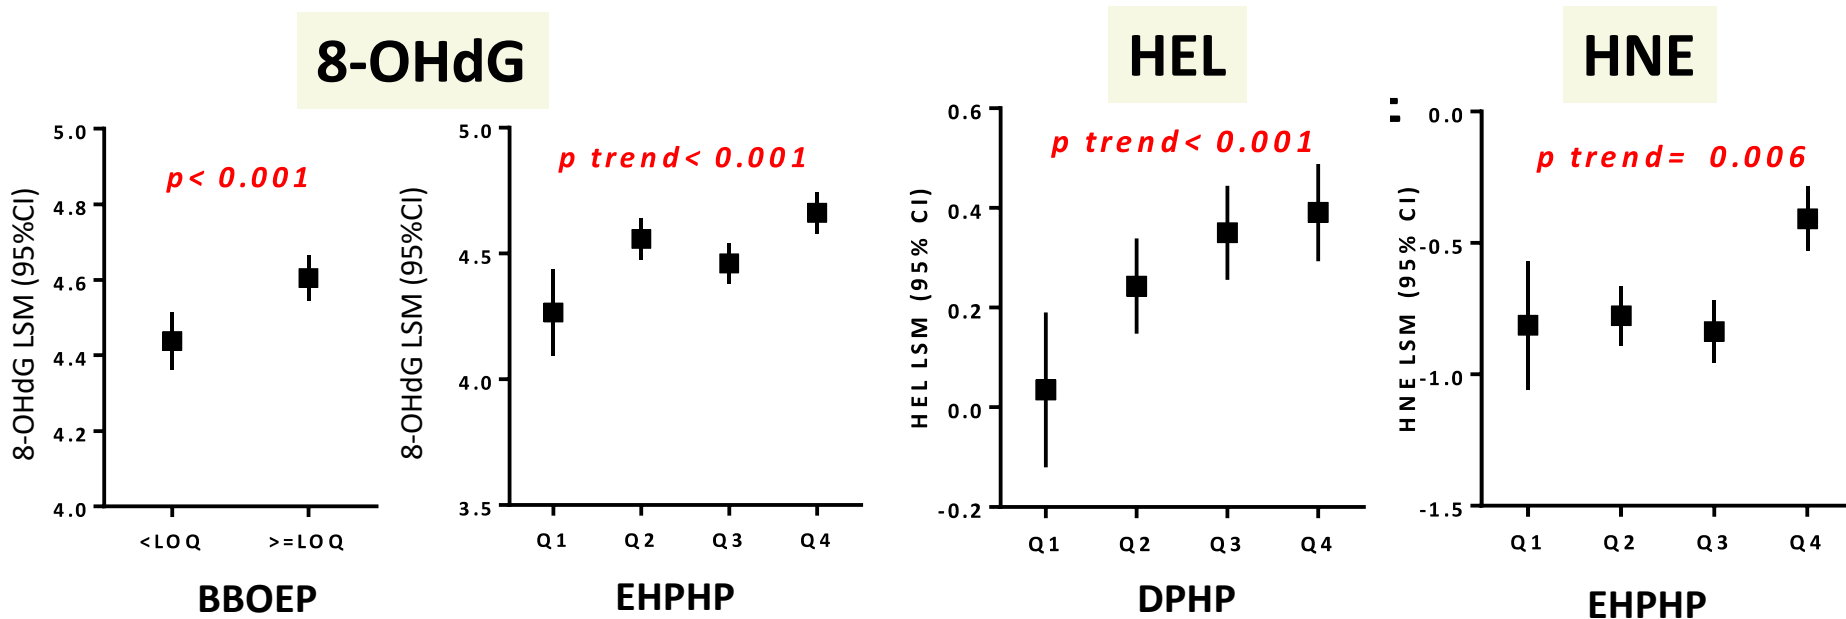 8-OHdG
HEL
HNE
8-OHdG LSM (95%CI)
5.0
4.8
4.6
4.4
4.2
4.0
p< 0.001
<LOQ
>=LOQ
BBOEP
8-OHdG LSM (95%CI)
5.0
4.5
4.0
3.5
p trend< 0.001
Q1
Q2
Q3
Q4
EHPHP
HEL LSM (95% CI)
0.6
0.4
0.2
0.0
-0.2
p trend< 0.001
Q1
Q2
Q3
Q4
DPHP
HNE LSM (95% CI)
0.0
-0.5
-1.0
-1.5
p trend= 0.006
Q1
Q2
Q3
Q4
EHPHP